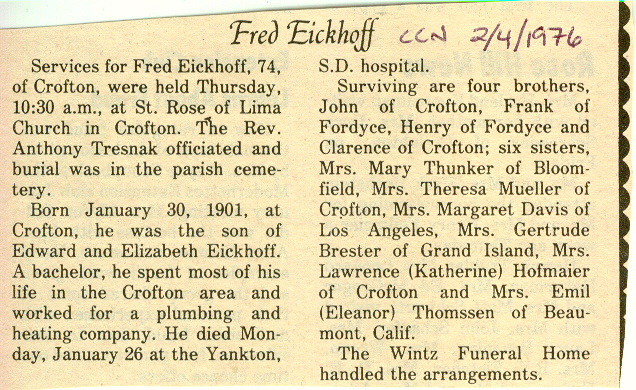 Fred Eickhoff CCN 2/4/1976
Services for Fred Eickhoff, 74,
of Crofton, were held Thursday,
10:30 a.m., at St. Rose of Lima
Church in Crofton. The Rev.
Anthony Tresnak officiated and
burial was in the parish ceme-
tery.
Born January 30, 1901, at
Crofton, he was the son of
Edward and Elizabeth Eickhoff.
A bachelor, he spent most of his
life in the Crofton area and
worked for a plumbing and
heating company. He died Mon-
day, January 26 at the Yankton,
S.D. hospital.
Surviving are four brothers,
John of Crofton, Frank of
Fordyce, Henry of Fordyce and
Clarence of Crofton; six sisters,
Mrs. Mary Thunker of Bloom-
field, Mrs. Theresa Mueller of
Crofton, Mrs. Margaret Davis of
Los Angeles, Mrs. Gertrude
Brester of Grand Island, Mrs.
Lawrence (Katherine) Hofmaier
of Crofton and Mrs. Emil
(Eleanor) Thomssen of Beau-
mont, Calif.
The Wintz Funeral Home
handled the arrangements.